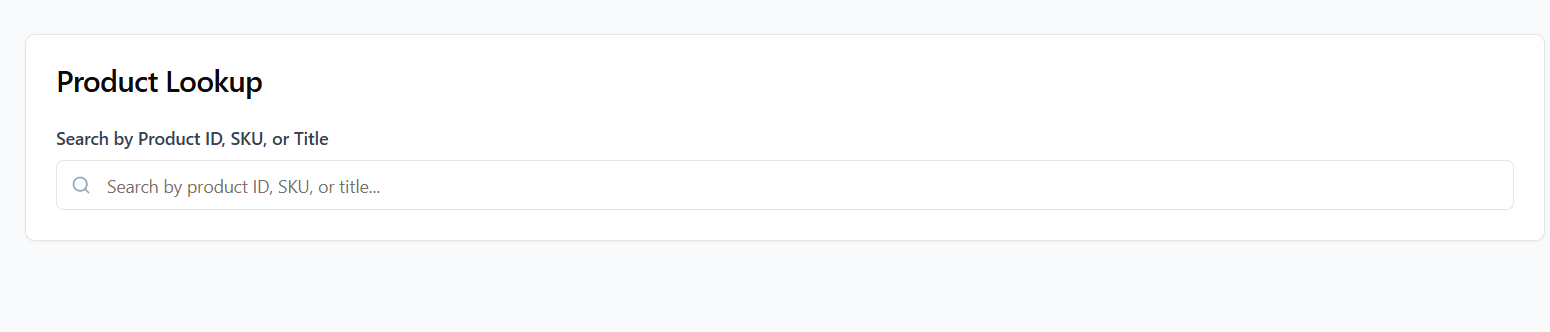 Product Lookup
Search by Product ID, SKU, or Title
Search by product ID, SKU, or title...